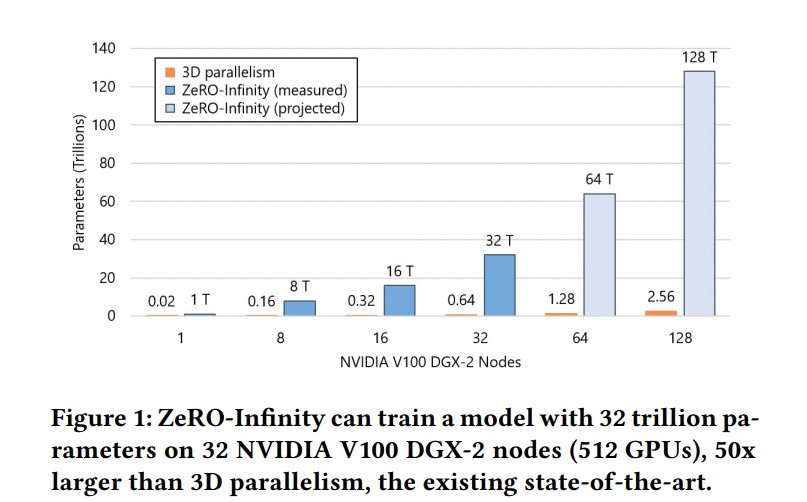 140
120
100
80
60
40
20
0
Parameters (Trillions)
3D parallelism
ZeRO-Infinity (measured)
ZeRO-Infinity (projected)
0.02 1 T
0.16 8 T
0.32 16 T
0.64 32 T
1.28 64 T
2.56 128 T
1 8 16 32 64 128
NVIDIA V100 DGX-2 Nodes
Figure 1: ZeRO-Infinity can train a model with 32 trillion pa-
rameters on 32 NVIDIA V100 DGX-2 nodes (512 GPUs), 50x
larger than 3D parallelism, the existing state-of-the-art.